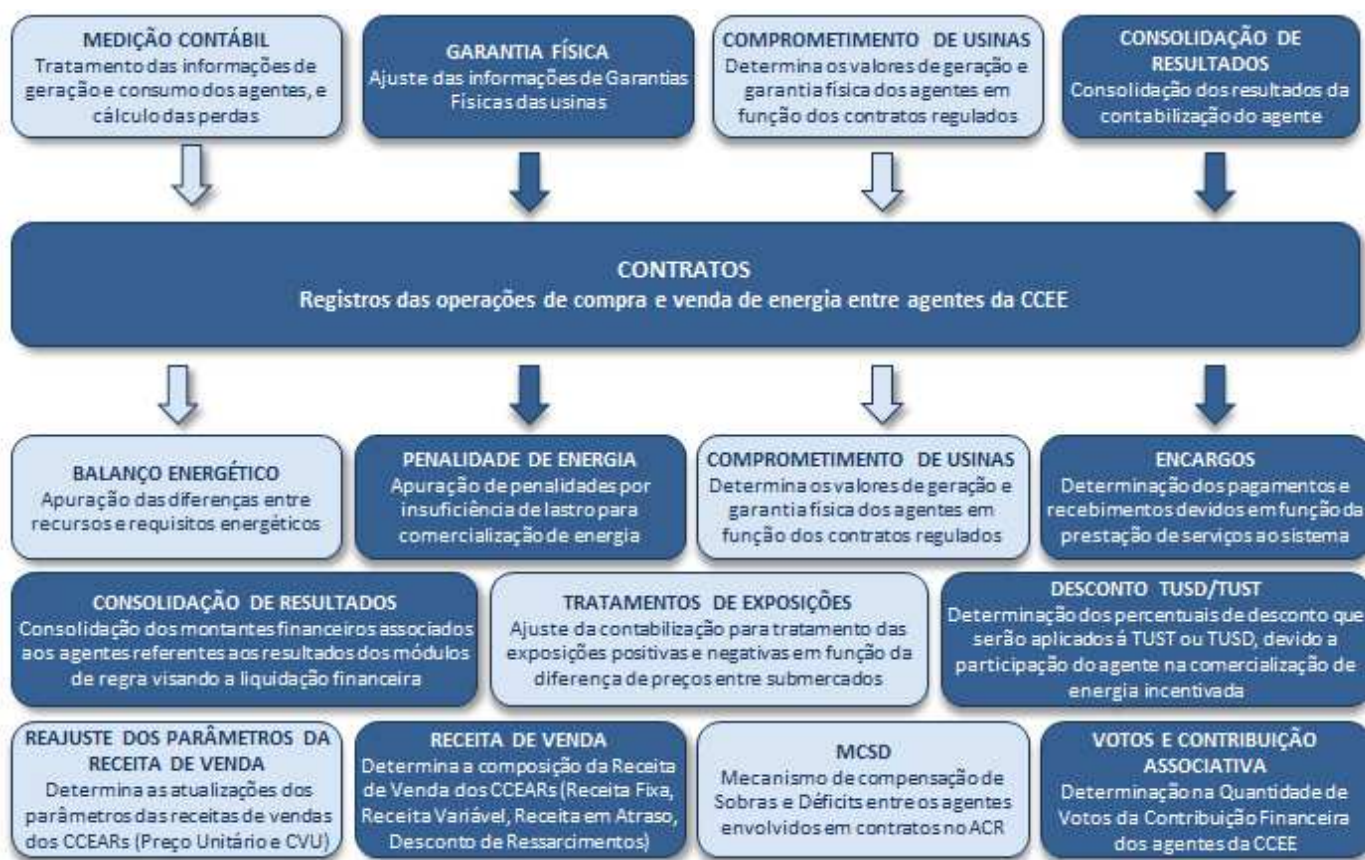 MEDIÇÃO CONTÁBIL
Tratamento das informações de
geração e consumo dos agentes, e
cálculo das perdas
GARANTIA FÍSICA
Ajuste das informações de Garantias
Físicas das usinas
COMPROMETIMENTO DE USINAS
Determina os valores de geração e
garantia física dos agentes em
função dos contratos regulados
CONSOLIDAÇÃO DE
RESULTADOS
Consolidação dos resultados da
contabilização do agente
CONTRATOS
Registros das operações de compra e venda de energia entre agentes da CCEE
BALANÇO ENERGÉTICO
Apuração das diferenças entre
recursos e requisitos energéticos
PENALIDADE DE ENERGIA
Apuração de penalidades por
insuficiência de lastro para
comercialização de energia
COMPROMETIMENTO DE USINAS
Determina os valores de geração e
garantia física dos agentes em
função dos contratos regulados
ENCARGOS
Determinação dos pagamentos e
recebimentos devidos em função da
prestação de serviços ao sistema
CONSOLIDAÇÃO DE RESULTADOS
Consolidação dos montantes financeiros associados
aos agentes referentes aos resultados dos módulos
de regra visando a liquidação financeira
TRATAMENTOS DE EXPOSIÇÕES
Ajuste da contabilização para tratamento das
exposições positivas e negativas em função da
diferença de preços entre submercados
DESCONTO TUSD/TUST
Determinação dos percentuais de desconto que
serão aplicados á TUST ou TUSD, devido a
participação do agente na comercialização de
energia incentivada
REAJUSTE DOS PARÂMETROS DA
RECEITA DE VENDA
Determina as atualizações dos
parâmetros das receitas de vendas
dos CCEARs (Preço Unitário e CVU)
RECEITA DE VENDA
Determina a composição da Receita
de Venda dos CCEARs (Receita Fixa,
Receita Variável, Receita em Atraso,
Desconto de Ressarcimentos)
MCSD
Mecanismo de compensação de
Sobras e Déficits entre os agentes
envolvidos em contratos no ACR
VOTOS E CONTRIBUIÇÃO
ASSOCIATIVA
Determinação na Quantidade de
Votos da Contribuição Financeira
dos agentes da CCEE